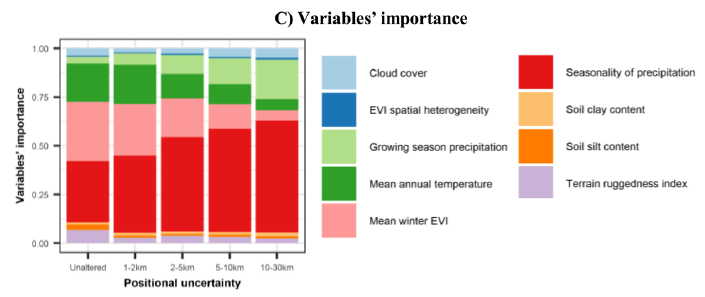 C) Variables' importance
1.00
0.75
0.50
0.25
0.00
Variables' importance
Unaltered 1-2km 2-5km 5-10km 10-30km
Positional uncertainty
Cloud cover
EVI spatial heterogeneity
Growing season precipitation
Mean annual temperature
Mean winter EVI
Seasonality of precipitation
Soil clay content
Soil silt content
Terrain ruggedness index